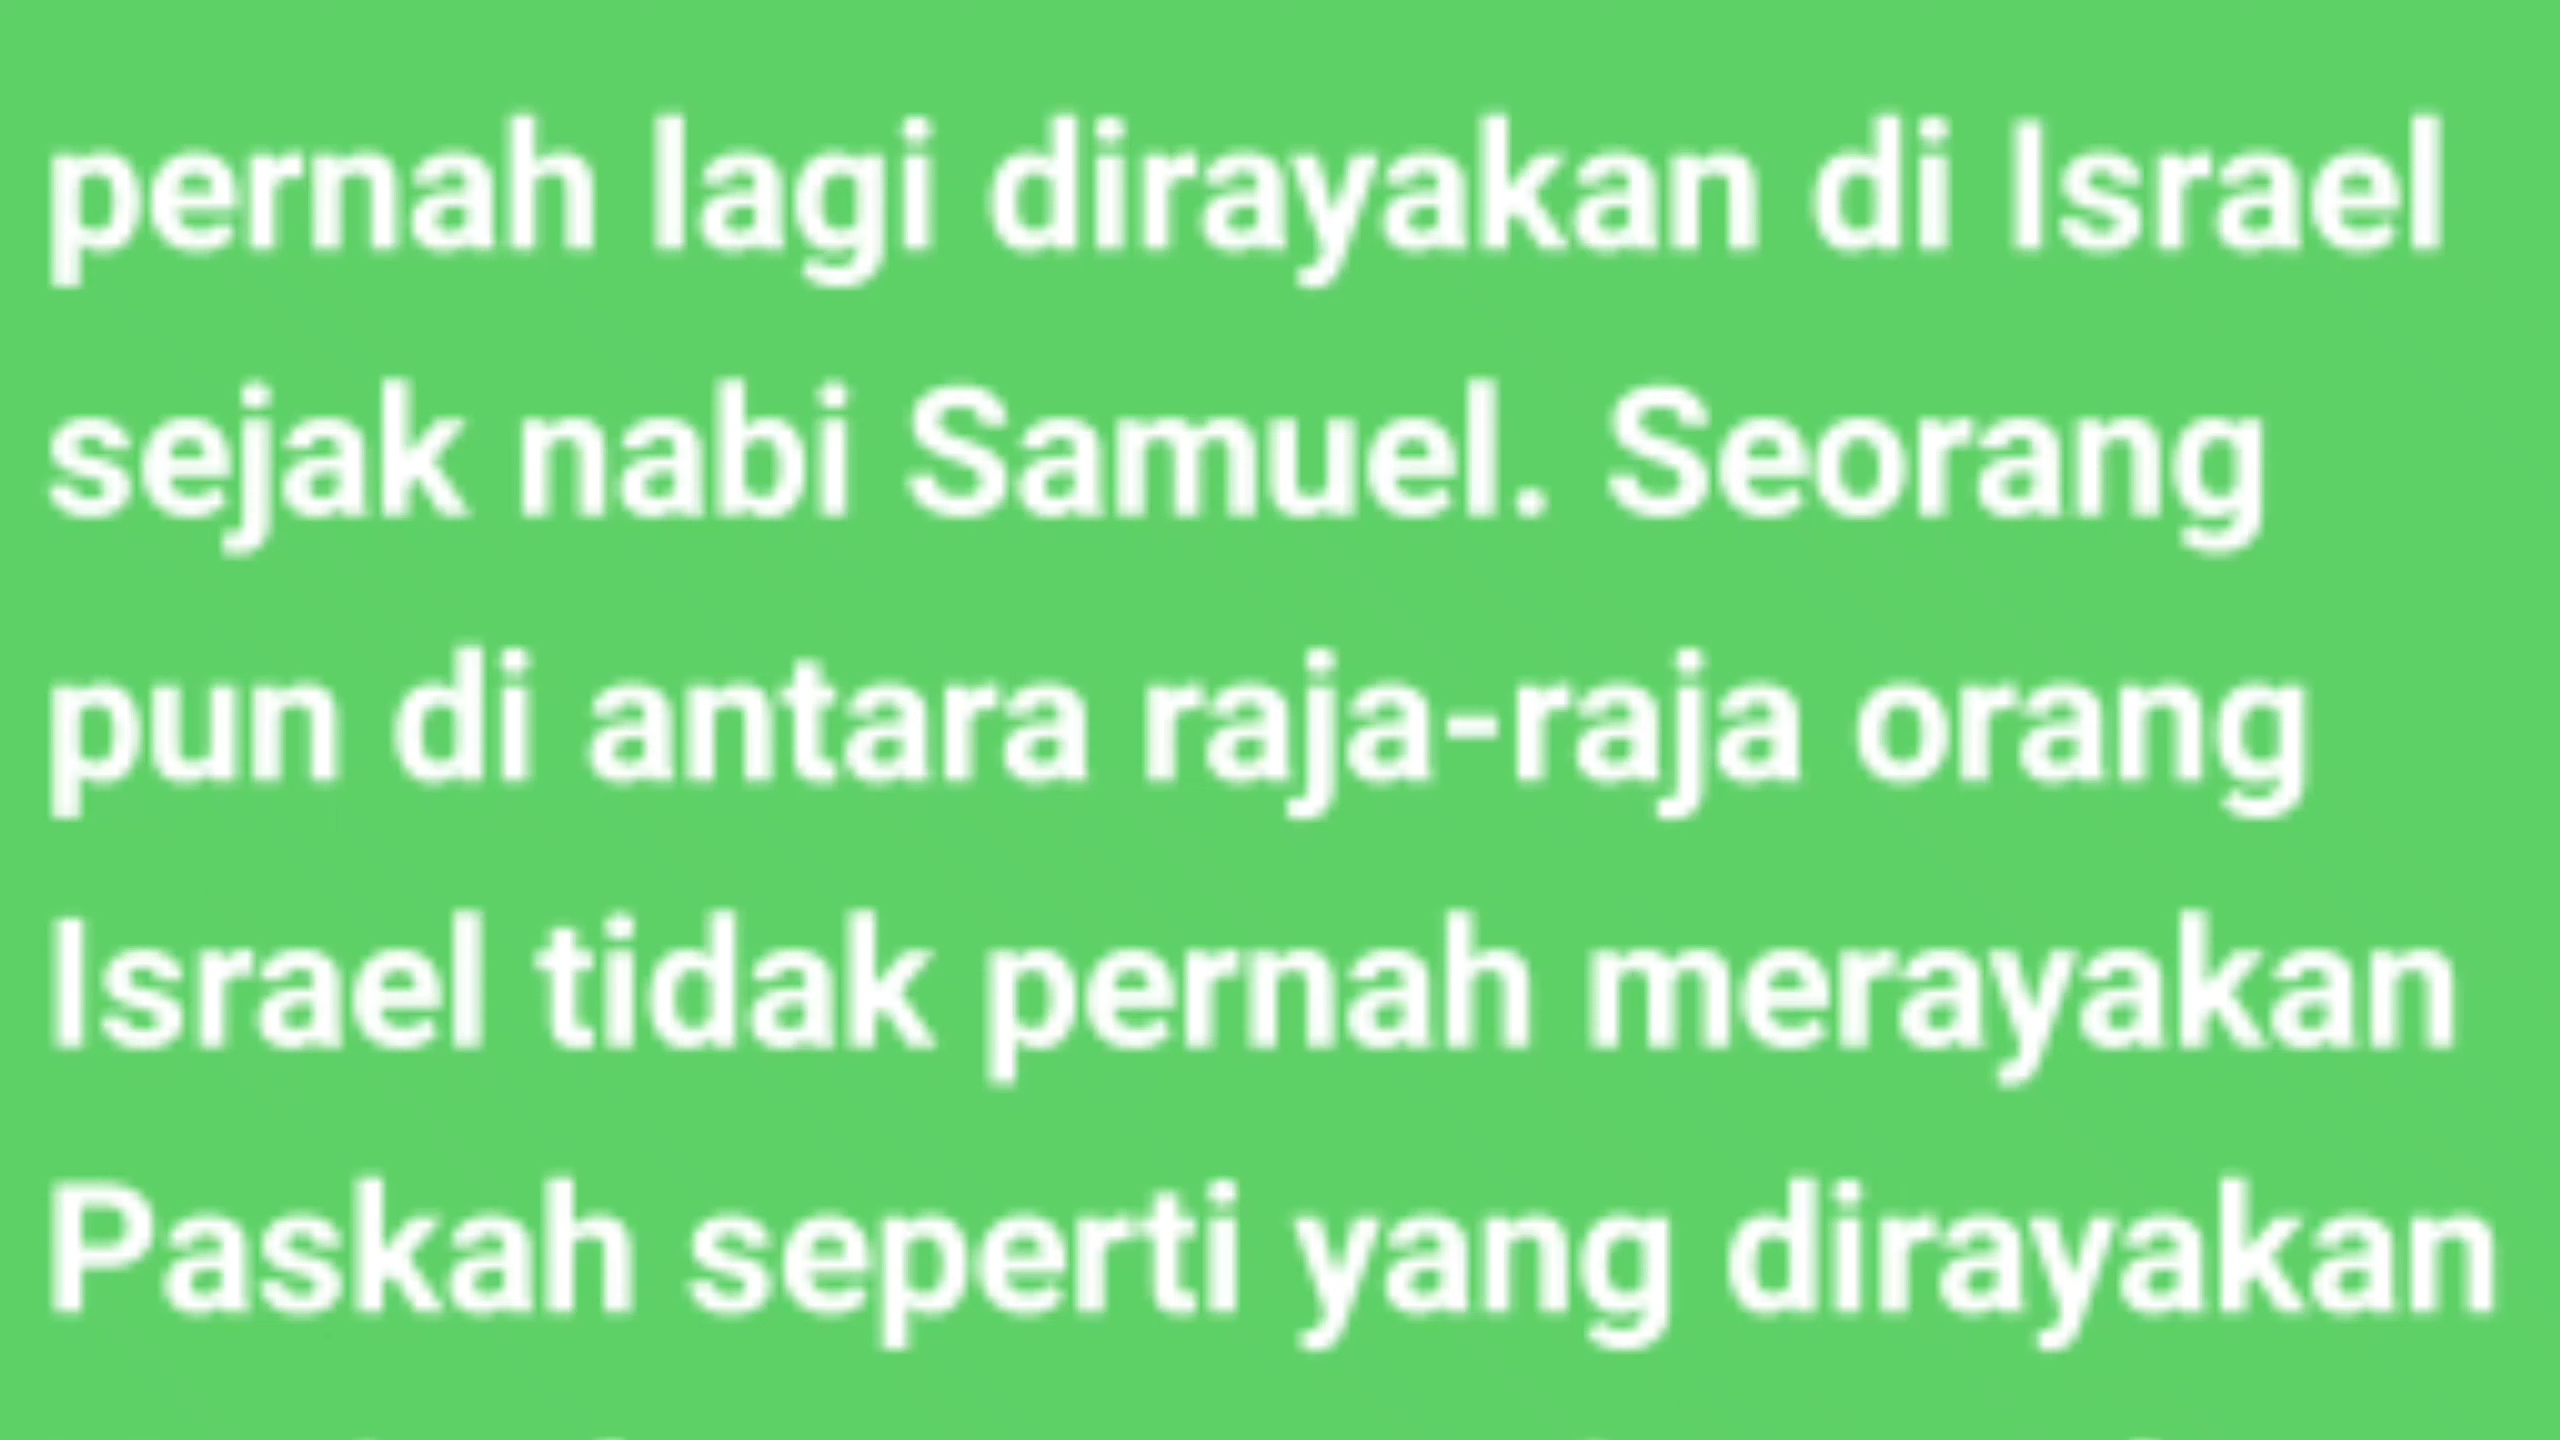 pernah lagi dirayakan di Israel
sejak nabi Samuel. Seorang
pun di antara raja-raja orang
Israel tidak pernah merayakan
Paskah seperti yang dirayakan